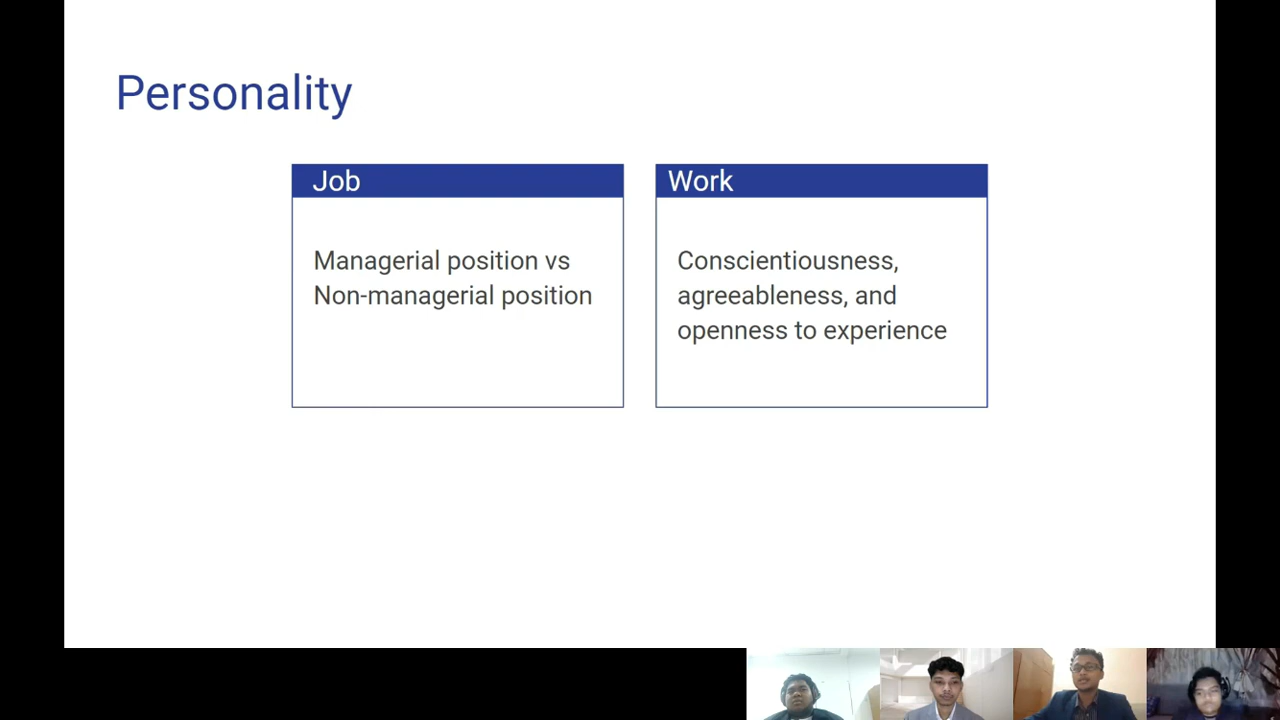 Personality
Job
Managerial position vs
Non-managerial position
Work
Conscientiousness,
agreeableness, and
openness to experience